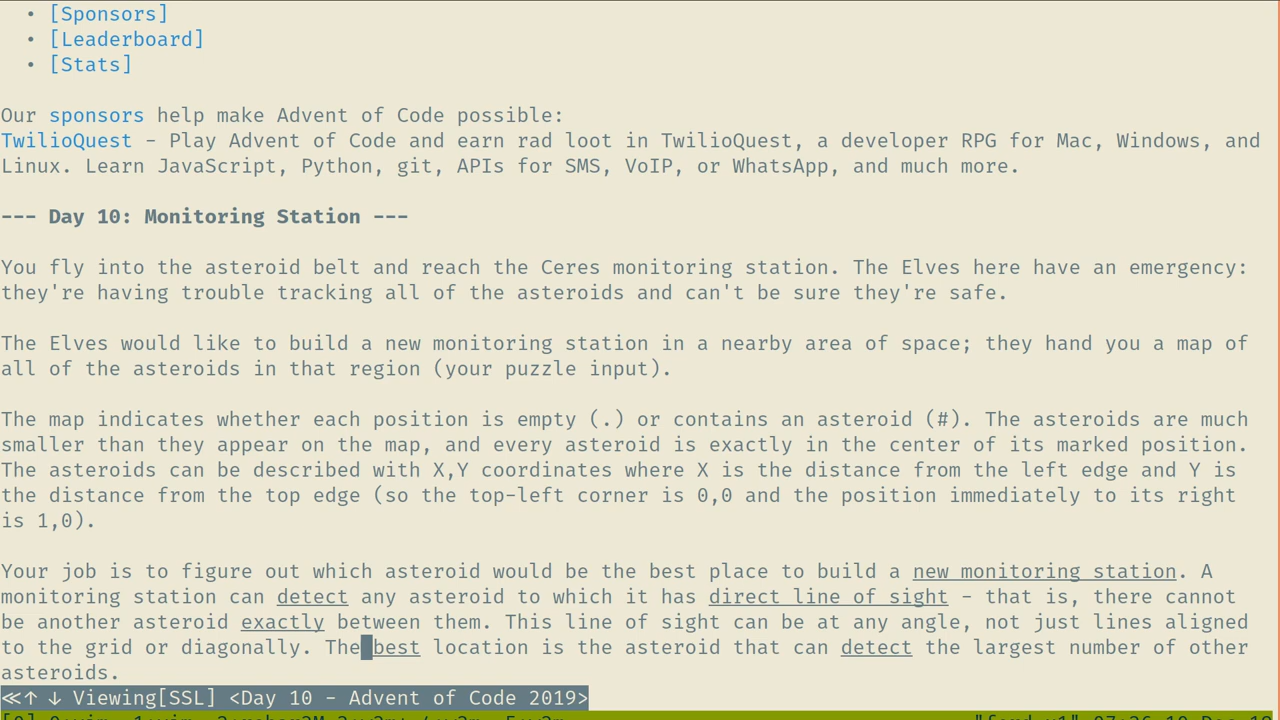 • [Sponsors]
• [Leaderboard]
• [Stats]
Our sponsors help make Advent of Code possible:
TwilioQuest - Play Advent of Code and earn rad loot in TwilioQuest, a developer RPG for Mac, Windows, and
Linux. Learn JavaScript, Python, git, APIs for SMS, VoIP, or WhatsApp, and much more.
--- Day 10: Monitoring Station ---
You fly into the asteroid belt and reach the Ceres monitoring station. The Elves here have an emergency:
they're having trouble tracking all of the asteroids and can't be sure they're safe.
The Elves would like to build a new monitoring station in a nearby area of space; they hand you a map of
all of the asteroids in that region (your puzzle input).
The map indicates whether each position is empty (.) or contains an asteroid (#). The asteroids are much
smaller than they appear on the map, and every asteroid is exactly in the center of its marked position.
The asteroids can be described with X,Y coordinates where X is the distance from the left edge and Y is
the distance from the top edge (so the top-left corner is 0,0 and the position immediately to its right
is 1,0).
Your job is to figure out which asteroid would be the best place to build a new monitoring station. A
monitoring station can detect any asteroid to which it has direct line of sight - that is, there cannot
be another asteroid exactly between them. This line of sight can be at any angle, not just lines aligned
to the grid or diagonally. The best location is the asteroid that can detect the largest number of other
asteroids.
≪↑ ↓ Viewing[SSL] <Day 10 - Advent of Code 2019>